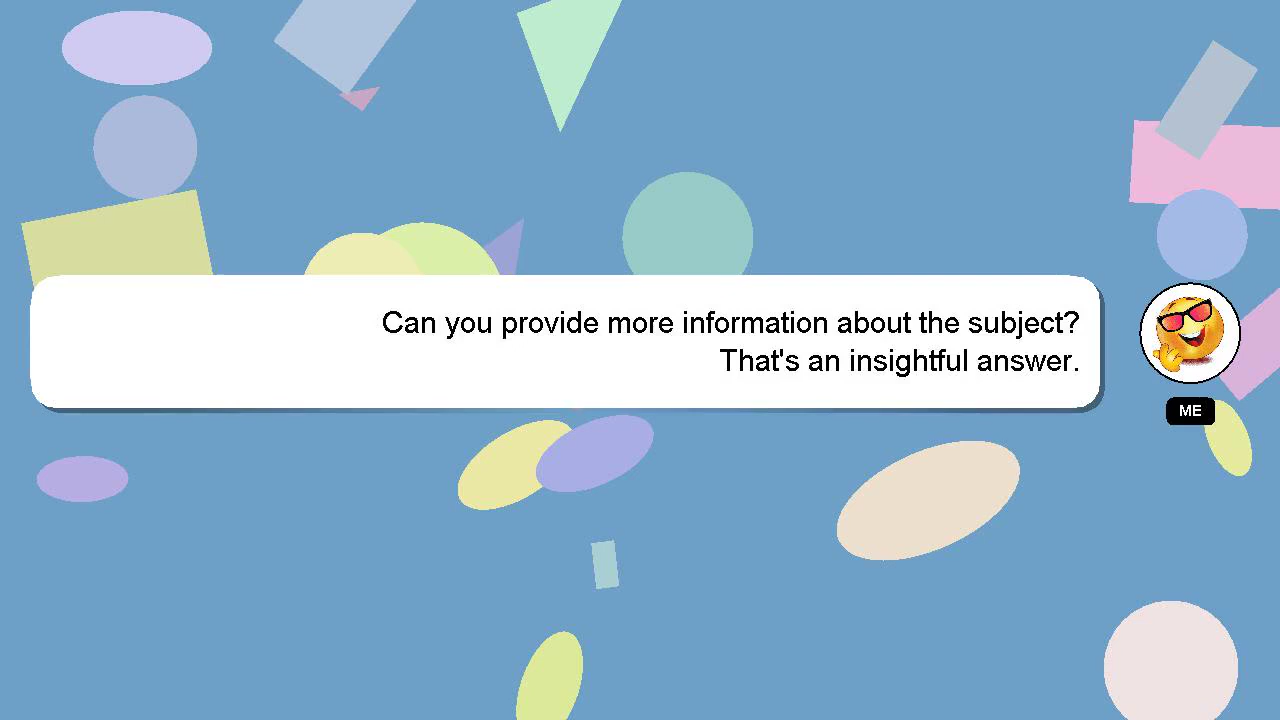 Can you provide more information about the subject?
That's an insightful answer.
ME